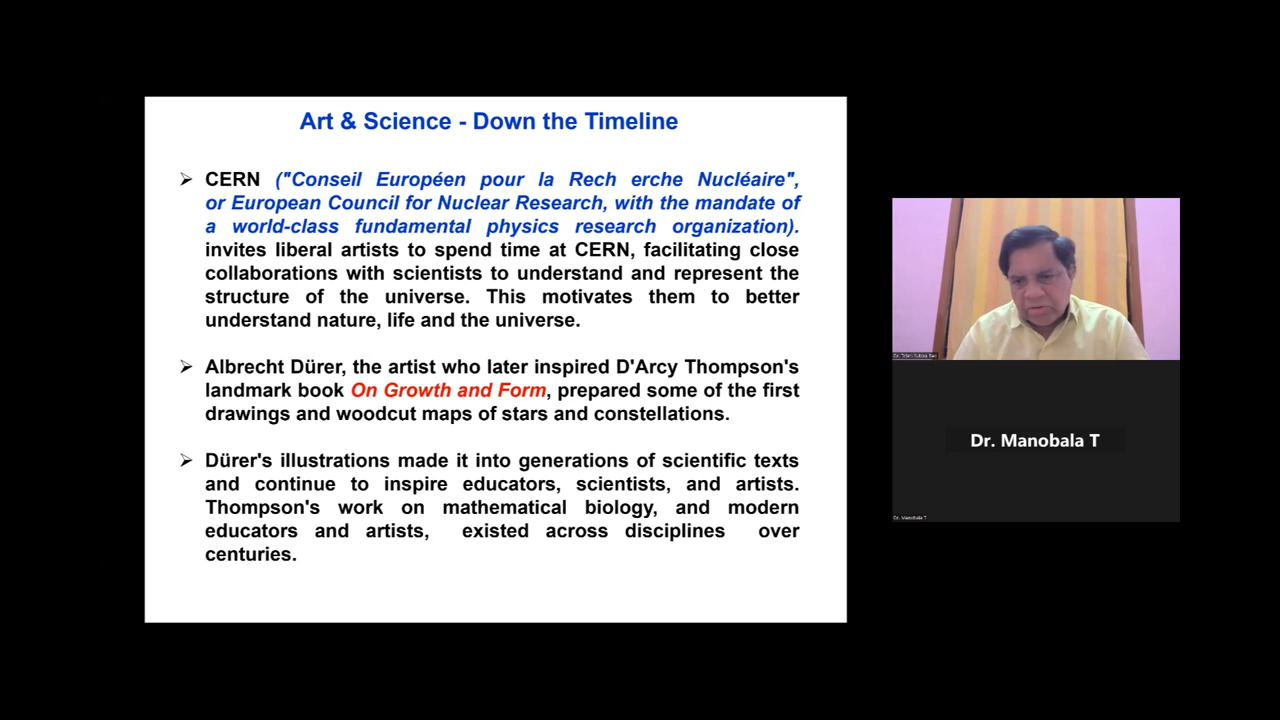 Art & Science - Down the Timeline
➢ CERN ("Conseil Européen pour la Rech erche Nucléaire",
or European Council for Nuclear Research, with the mandate of
a world-class fundamental physics research organization).
invites liberal artists to spend time at CERN, facilitating close
collaborations with scientists to understand and represent the
structure of the universe. This motivates them to better
understand nature, life and the universe.
➢ Albrecht Dürer, the artist who later inspired D'Arcy Thompson's
landmark book On Growth and Form, prepared some of the first
drawings and woodcut maps of stars and constellations.
➢ Dürer's illustrations made it into generations of scientific texts
and continue to inspire educators, scientists, and artists.
Thompson's work on mathematical biology, and modern
educators and artists, existed across disciplines over
centuries.
Dr. Manobala T
Dr. Manobala T